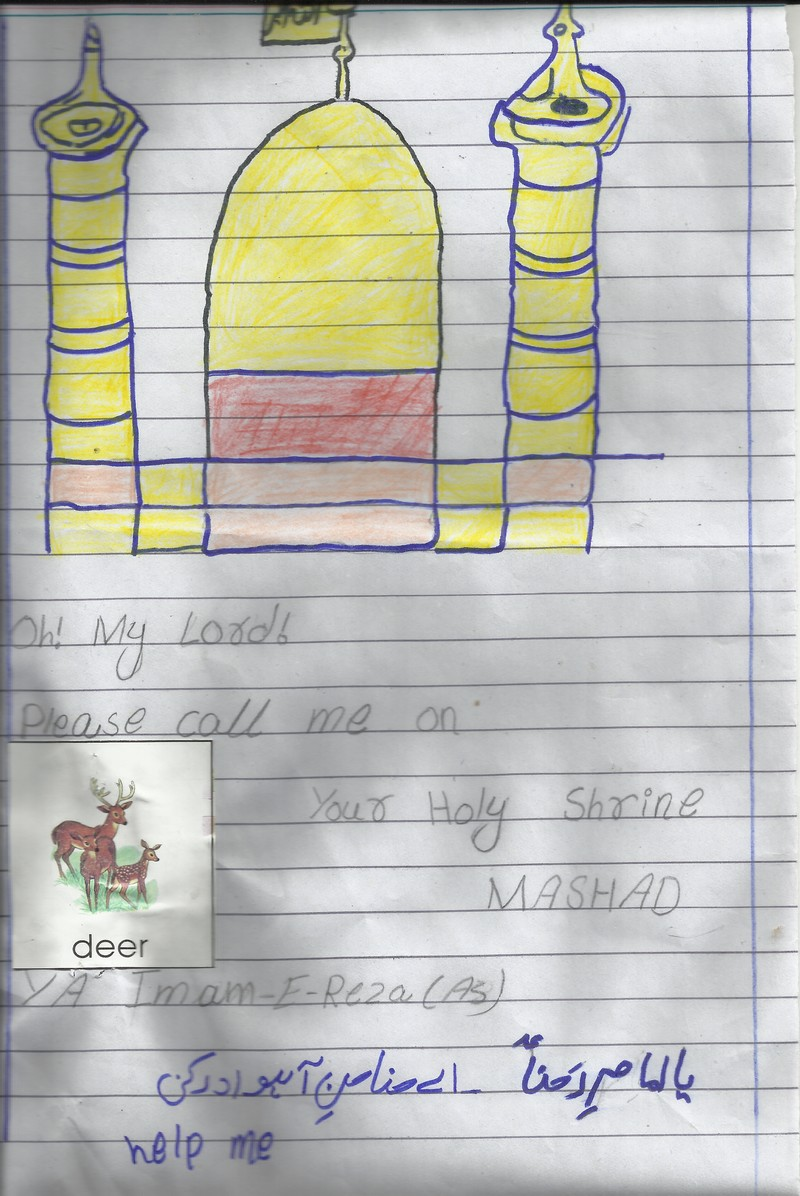 Oh! My Lord!
Please call me on
Your Holy Shrine
MASHAD
deer
YA Imam-E-Reza (AS)
یا امامِ رضاؑ ۔ اے ضامنِ آہو ادرکنی
help me